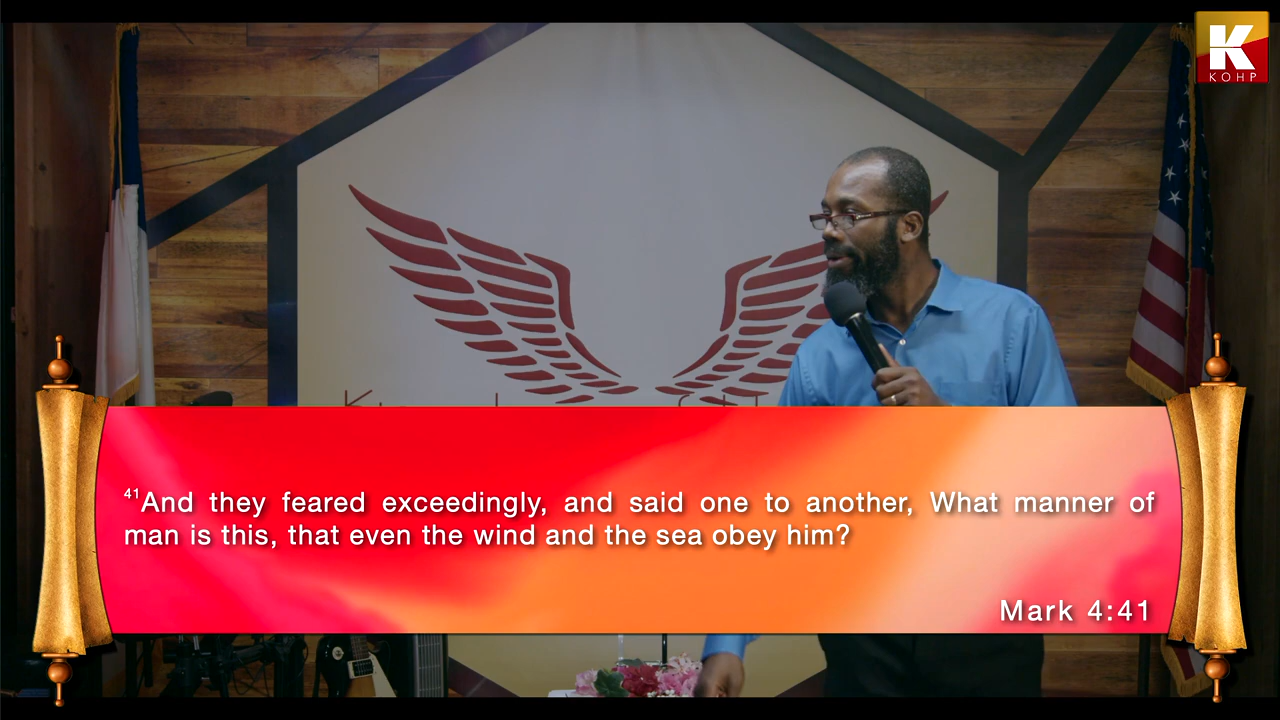 K
KOHP
41And they feared exceedingly, and said one to another, What manner of
man is this, that even the wind and the sea obey him?
Mark 4:41